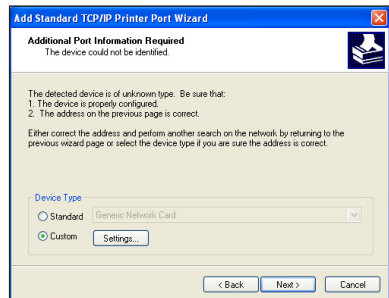 Add Standard TCP/IP Printer Port Wizard
Additional Port Information Required
The device could not be identified.
The detected device is of unknown type. Be sure that:
1. The device is properly configured.
2. The address on the previous page is correct.
Either correct the address and perform another search on the network by returning to the
previous wizard page or select the device type if you are sure the address is correct.
Device Type
Standard Generic Network Card
Custom Settings...
< Back Next > Cancel